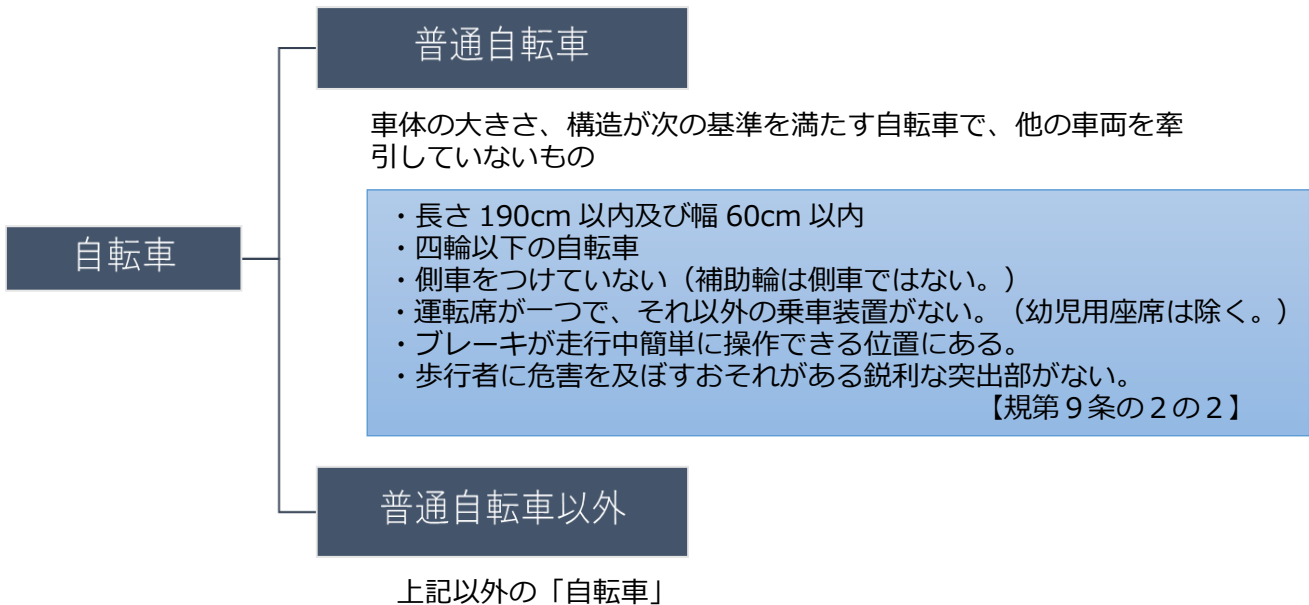 普通自転車
車体の大きさ、構造が次の基準を満たす自転車で、他の車両を牽
引していないもの
・長さ 190cm 以内及び幅 60cm 以内
・四輪以下の自転車
・側車をつけていない（補助輪は側車ではない。）
・運転席が一つで、それ以外の乗車装置がない。（幼児用座席は除く。）
・ブレーキが走行中簡単に操作できる位置にある。
・歩行者に危害を及ぼすおそれがある鋭利な突出部がない。
【規第９条の２の２】
自転車
普通自転車以外
上記以外の「自転車」